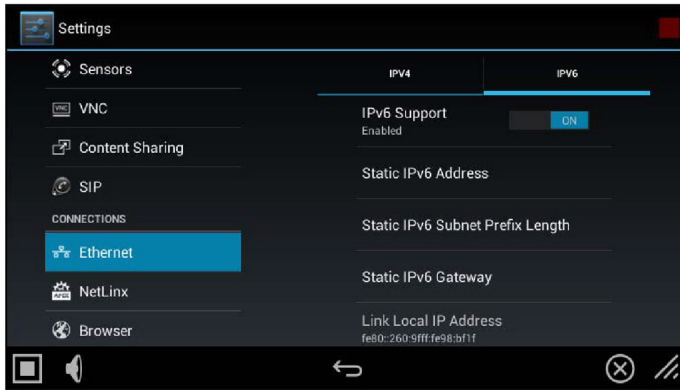 Settings
Sensors
VNC
VNC
Content Sharing
SIP
CONNECTIONS
Ethernet
NetLinx
Browser
IPV4
IPV6
IPv6 Support
Enabled
ON
Static IPv6 Address
Static IPv6 Subnet Prefix Length
Static IPv6 Gateway
Link Local IP Address
fe80::260:9fff:fe98:bf1f